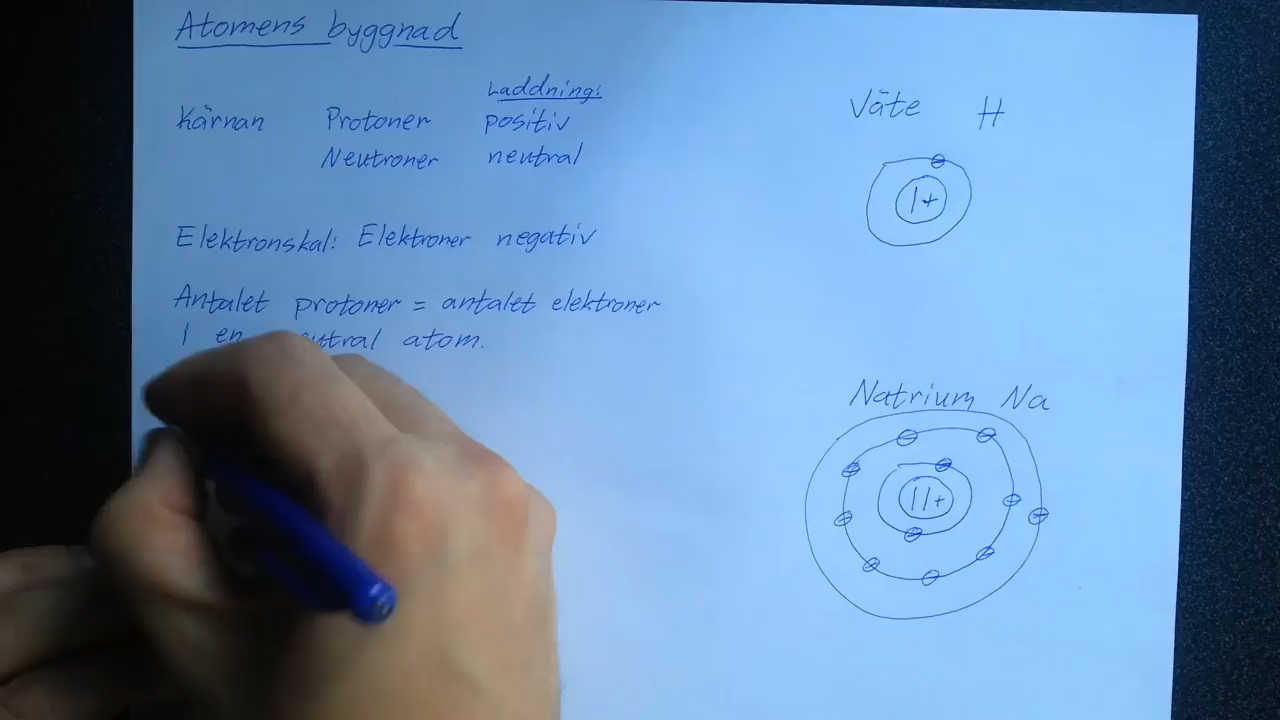 Atomens byggnad
Laddning:
Kärnan Protoner positiv
Neutroner neutral
Elektronskal: Elektroner negativ
Antalet protoner = antalet elektroner
I en atom.
Väte H
1+
Natrium Na
11+